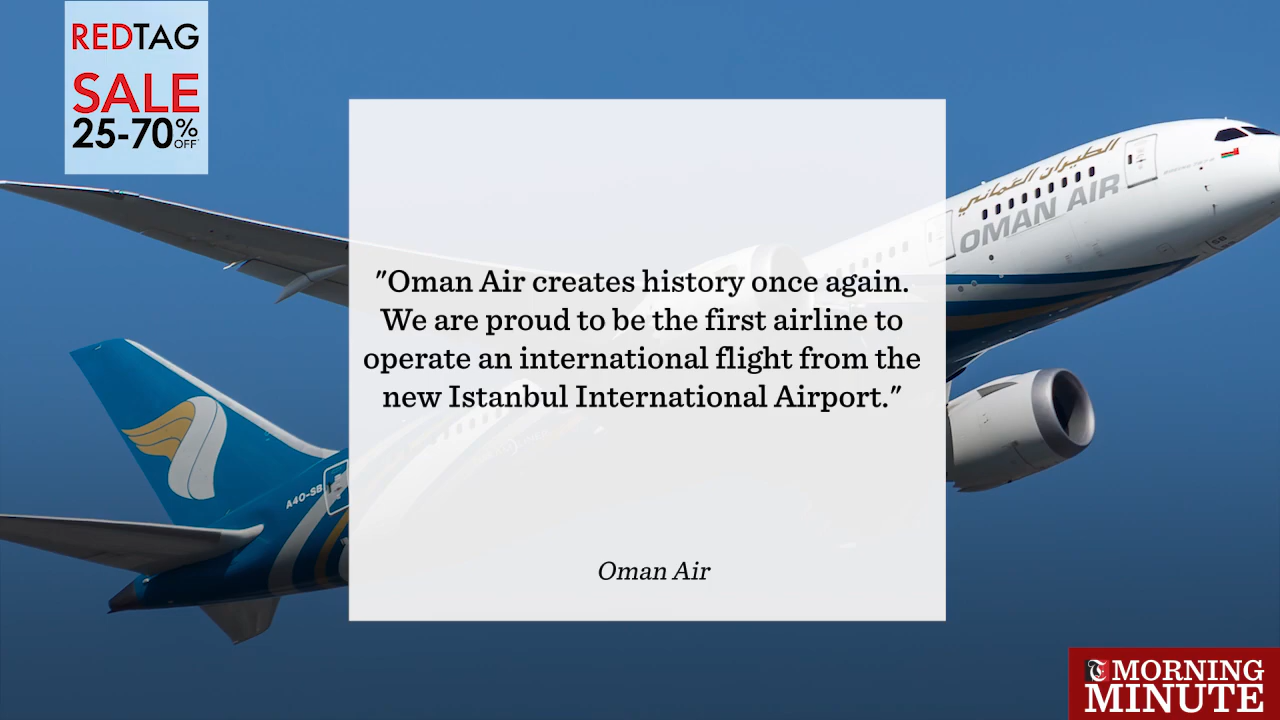 REDTAG
SALE
25-70%
OFF*
الطيران العماني
OMAN AIR
"Oman Air creates history once again.
We are proud to be the first airline to
operate an international flight from the
new Istanbul International Airport."
A4O-SB
Oman Air
MORNING
MINUTE